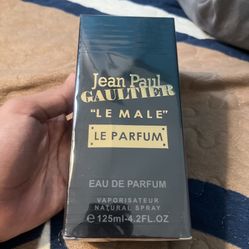 Jean Paul
GAULTIER
"LE MALE"
LE PARFUM
EAU DE PARFUM
VAPORISATEUR
NATURAL SPRAY
℮125ml-4.2FL.OZ